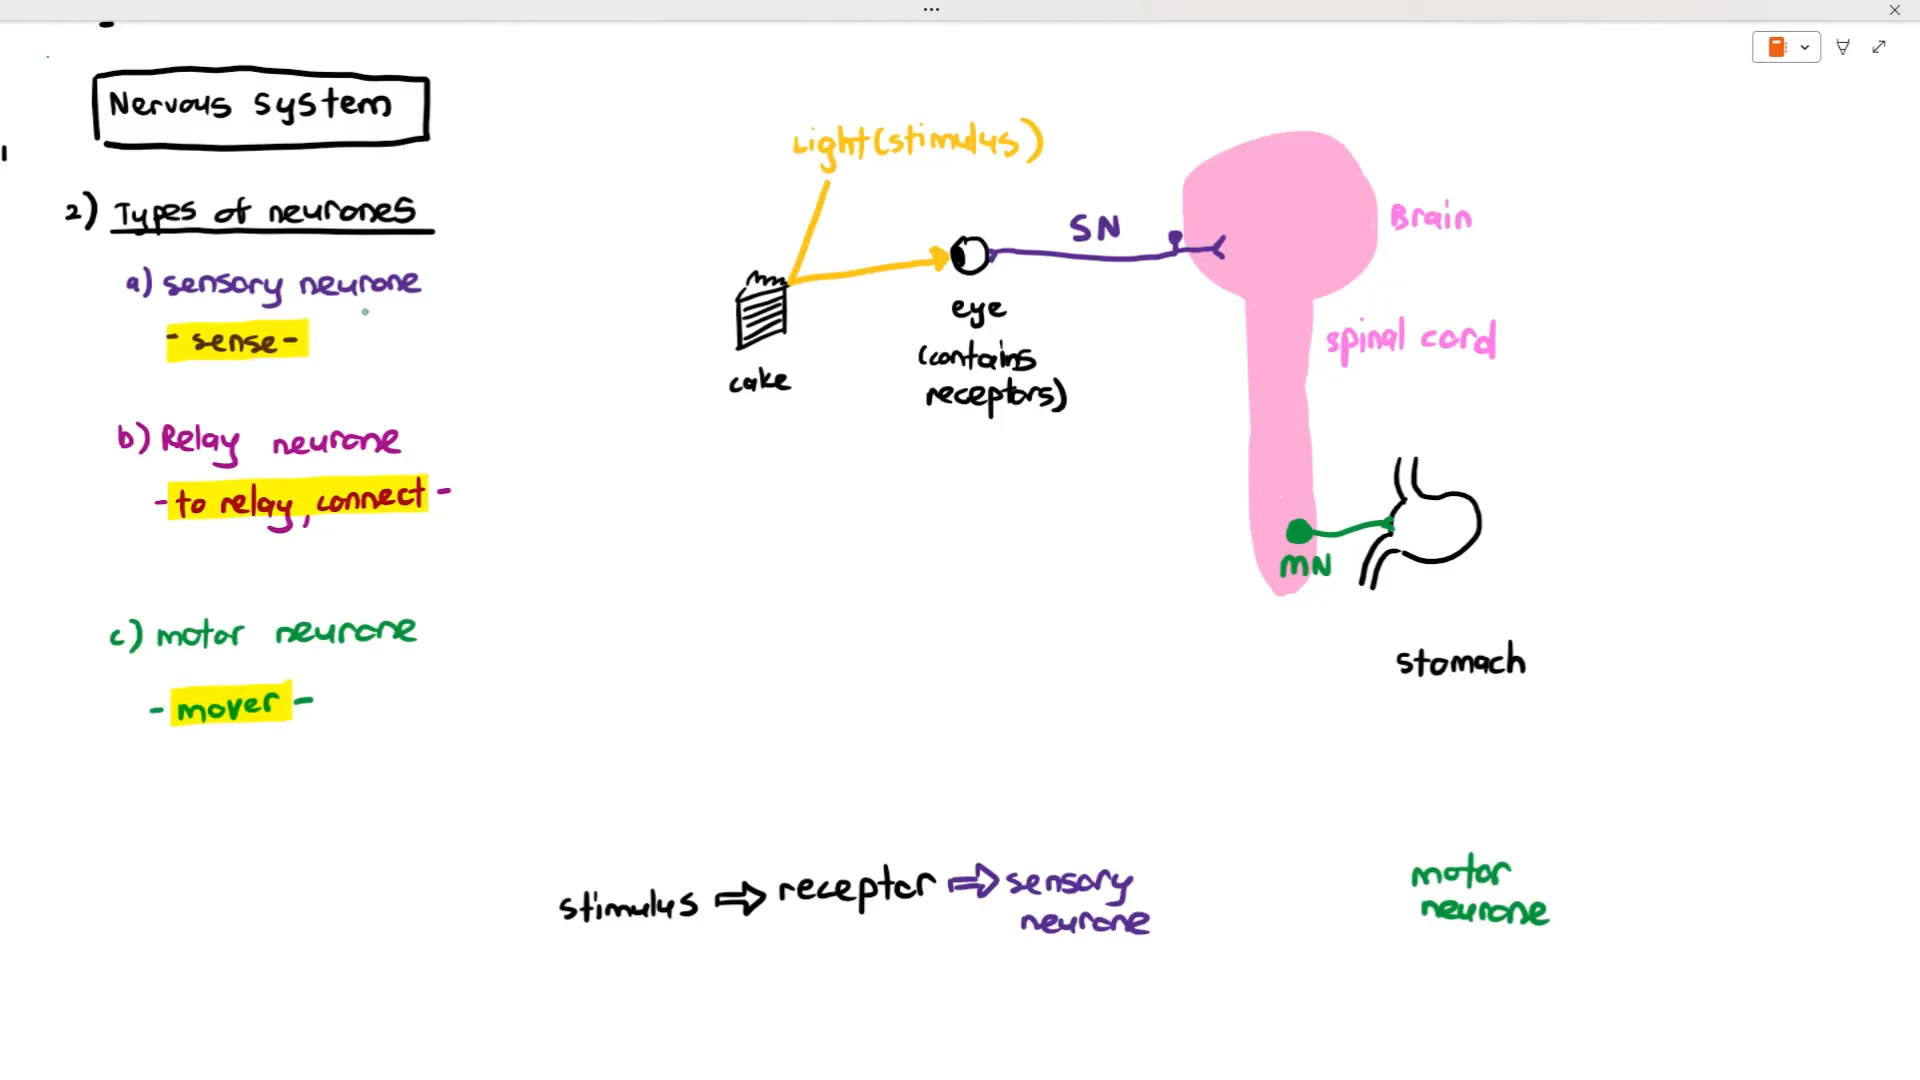 Nervous system
2) Types of neurones
a) sensory neurone
- sense -
b) Relay neurone
- to relay, connect -
c) motor neurone
- mover -
Light (stimulus)
cake
eye
(contains
receptors)
SN
Brain
spinal cord
MN
stomach
stimulus ⇒ receptor ⇒ sensory
neurone
motor
neurone